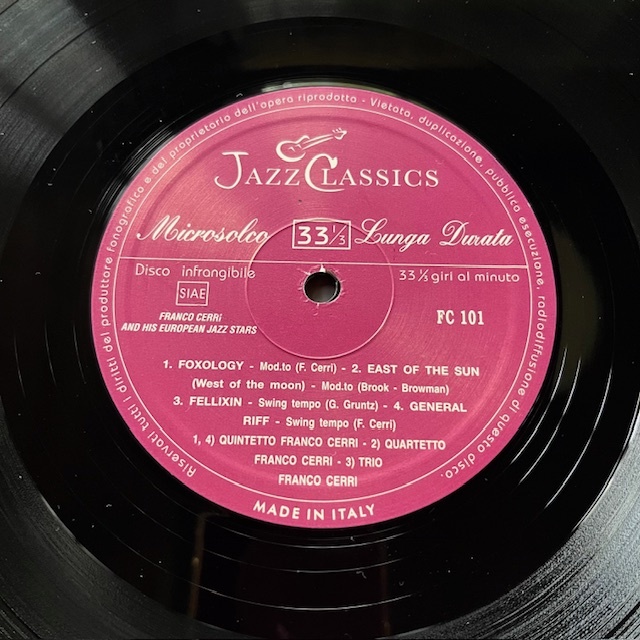 JAZZ CLASSICS
Microsolco 33 1/3 Lunga Durata
Disco infrangibile
33 ⅓ giri al minuto
SIAE
FRANCO CERRi
AND HIS EUROPEAN JAZZ STARS
FC 101
1. FOXOLOGY - Mod.to (F. Cerri) - 2. EAST OF THE SUN
(West of the moon) - Mod.to (Brook - Browman)
3. FELLIXIN - Swing tempo (G. Gruntz) - 4. GENERAL
RIFF - Swing tempo (F. Cerri)
1, 4) QUINTETTO FRANCO CERRI - 2) QUARTETTO
FRANCO CERRI - 3) TRIO
FRANCO CERRI
MADE IN ITALY
Riservati tutti i diritti del produttore fonografico e del proprietario dell'opera riprodotta - Vietata, duplicazione, pubblica esecuzione, radiodiffusione di questo disco.